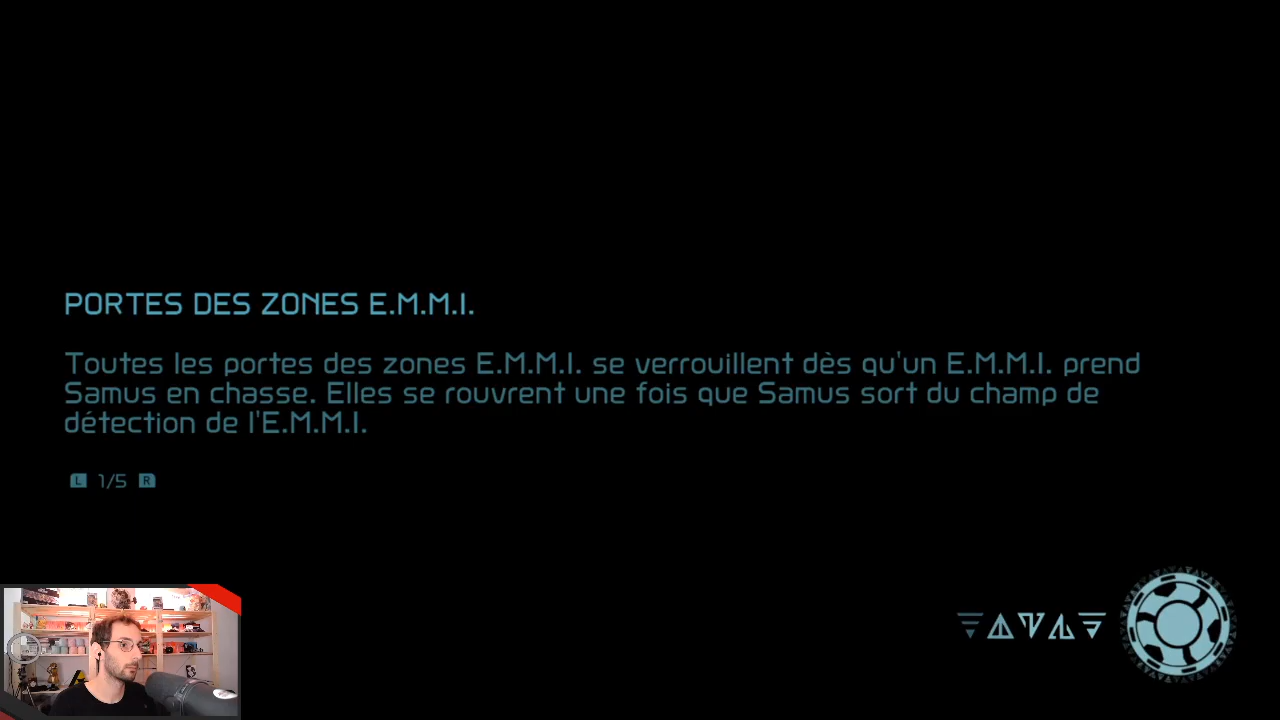 PORTES DES ZONES E.M.M.I.
Toutes les portes des zones E.M.M.I. se verrouillent dès qu'un E.M.M.I. prend
Samus en chasse. Elles se rouvrent une fois que Samus sort du champ de
détection de l'E.M.M.I.
L 1/5 R